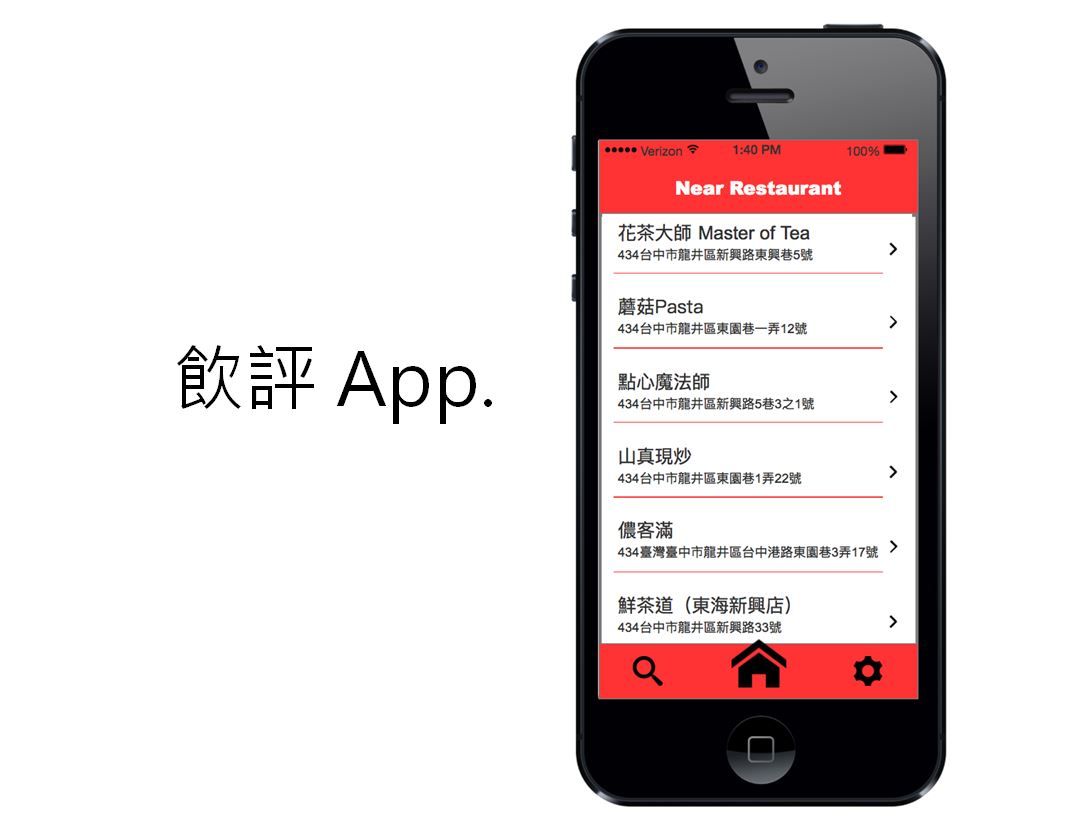 飲評 App.
Verizon 1:40 PM 100%
Near Restaurant
花茶大師 Master of Tea
434台中市龍井區新興路東興巷5號
蘑菇Pasta
434台中市龍井區東園巷一弄12號
點心魔法師
434台中市龍井區新興路5巷3之1號
山真現炒
434台中市龍井區東園巷1弄22號
儂客滿
434臺灣臺中市龍井區台中港路東園巷3弄17號
鮮茶道（東海新興店）
434台中市龍井區新興路33號